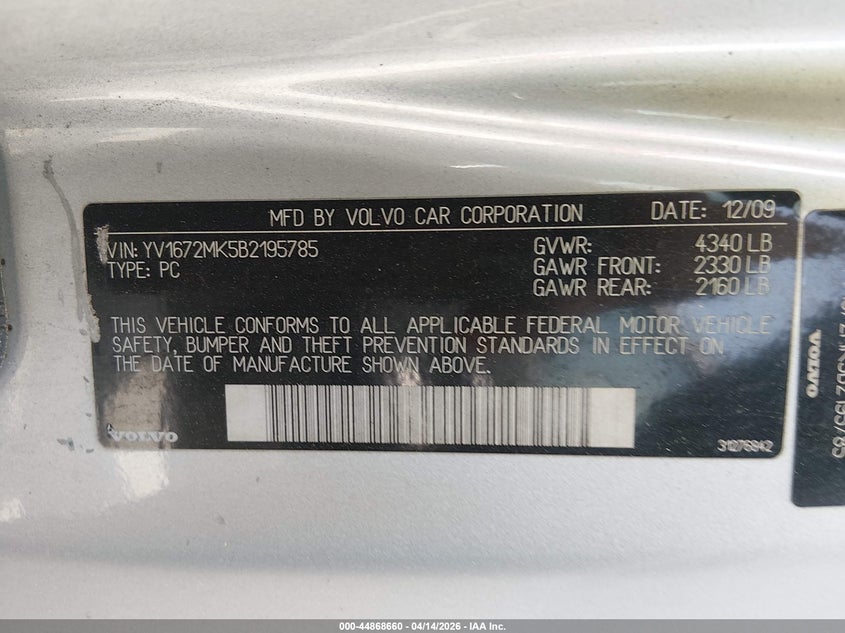 MFD BY VOLVO CAR CORPORATION DATE: 12/09
VIN: YV1672MK5B2195785 GVWR: 4340 LB
TYPE: PC GAWR FRONT: 2330 LB
GAWR REAR: 2160 LB
THIS VEHICLE CONFORMS TO ALL APPLICABLE FEDERAL MOTOR VEHICLE
SAFETY, BUMPER AND THEFT PREVENTION STANDARDS IN EFFECT ON
THE DATE OF MANUFACTURE SHOWN ABOVE.
VOLVO 31276942
VOLVO
000-44868660 - 04/14/2026 - IAA Inc.